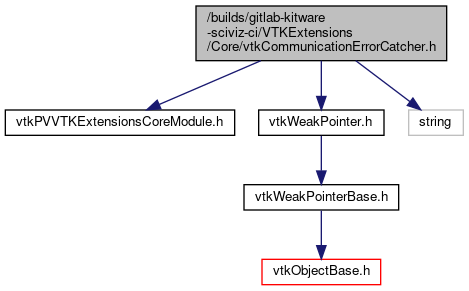 /builds/gitlab-kitware
-sciviz-ci/VTKExtensions
/Core/vtkCommunicationErrorCatcher.h
vtkPVVTKExtensionsCoreModule.h
vtkWeakPointer.h
string
vtkWeakPointerBase.h
vtkObjectBase.h